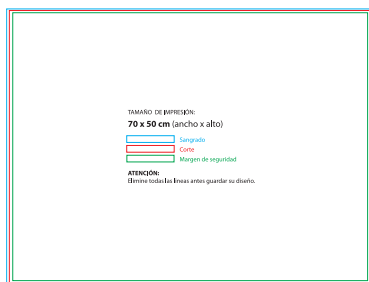 TAMAÑO DE IMPRESIÓN:
70 x 50 cm (ancho x alto)
Sangrado
Corte
Margen de seguridad
ATENCIÓN:
Elimine todas las líneas antes guardar su diseño.